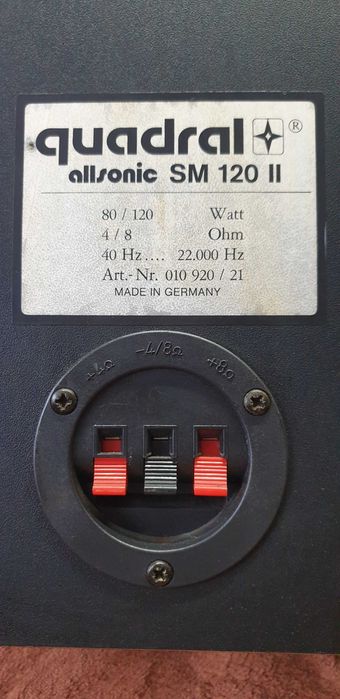 quadral ®
allsonic SM 120 II
80 / 120 Watt
4 / 8 Ohm
40 Hz .... 22.000 Hz
Art.-Nr. 010 920 / 21
MADE IN GERMANY
+4Ω -4/8Ω +8Ω